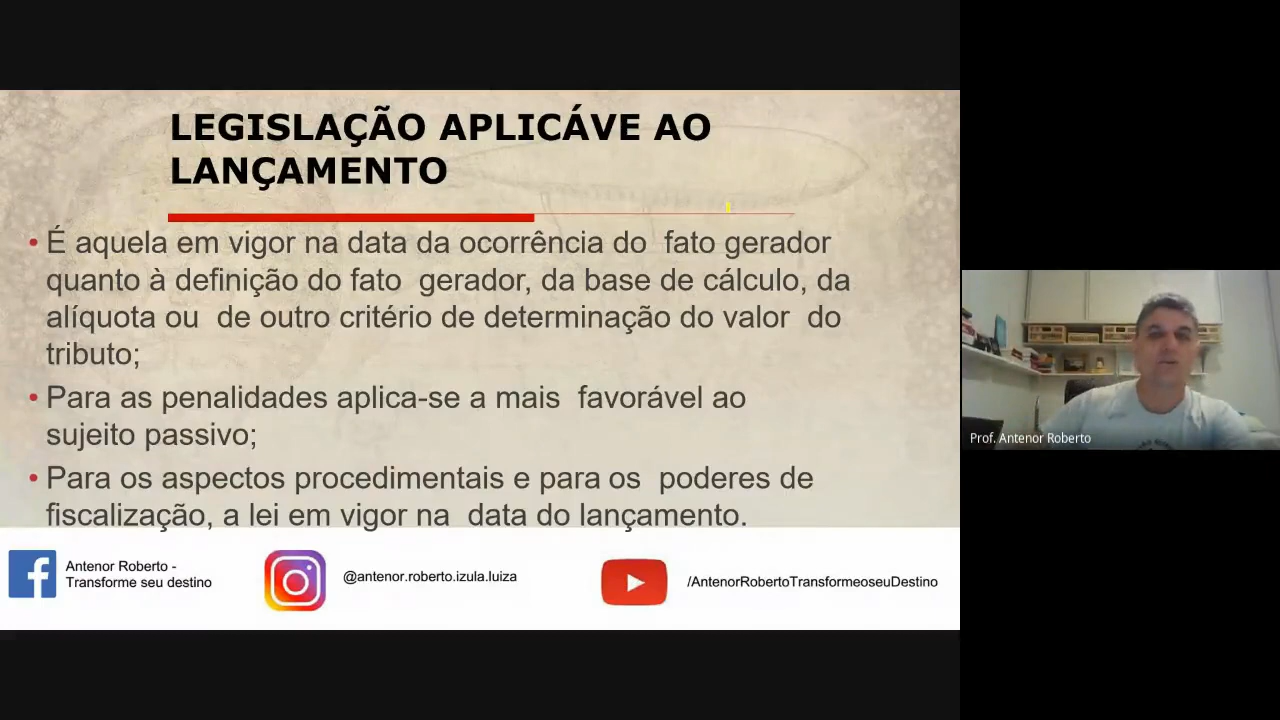 LEGISLAÇÃO APLICÁVE AO
LANÇAMENTO
• É aquela em vigor na data da ocorrência do fato gerador
quanto à definição do fato gerador, da base de cálculo, da
alíquota ou de outro critério de determinação do valor do
tributo;
• Para as penalidades aplica-se a mais favorável ao
sujeito passivo;
• Para os aspectos procedimentais e para os poderes de
fiscalização, a lei em vigor na data do lançamento.
Antenor Roberto -
Transforme seu destino
@antenor.roberto.izula.luiza
/AntenorRobertoTransformeoseuDestino
Prof. Antenor Roberto